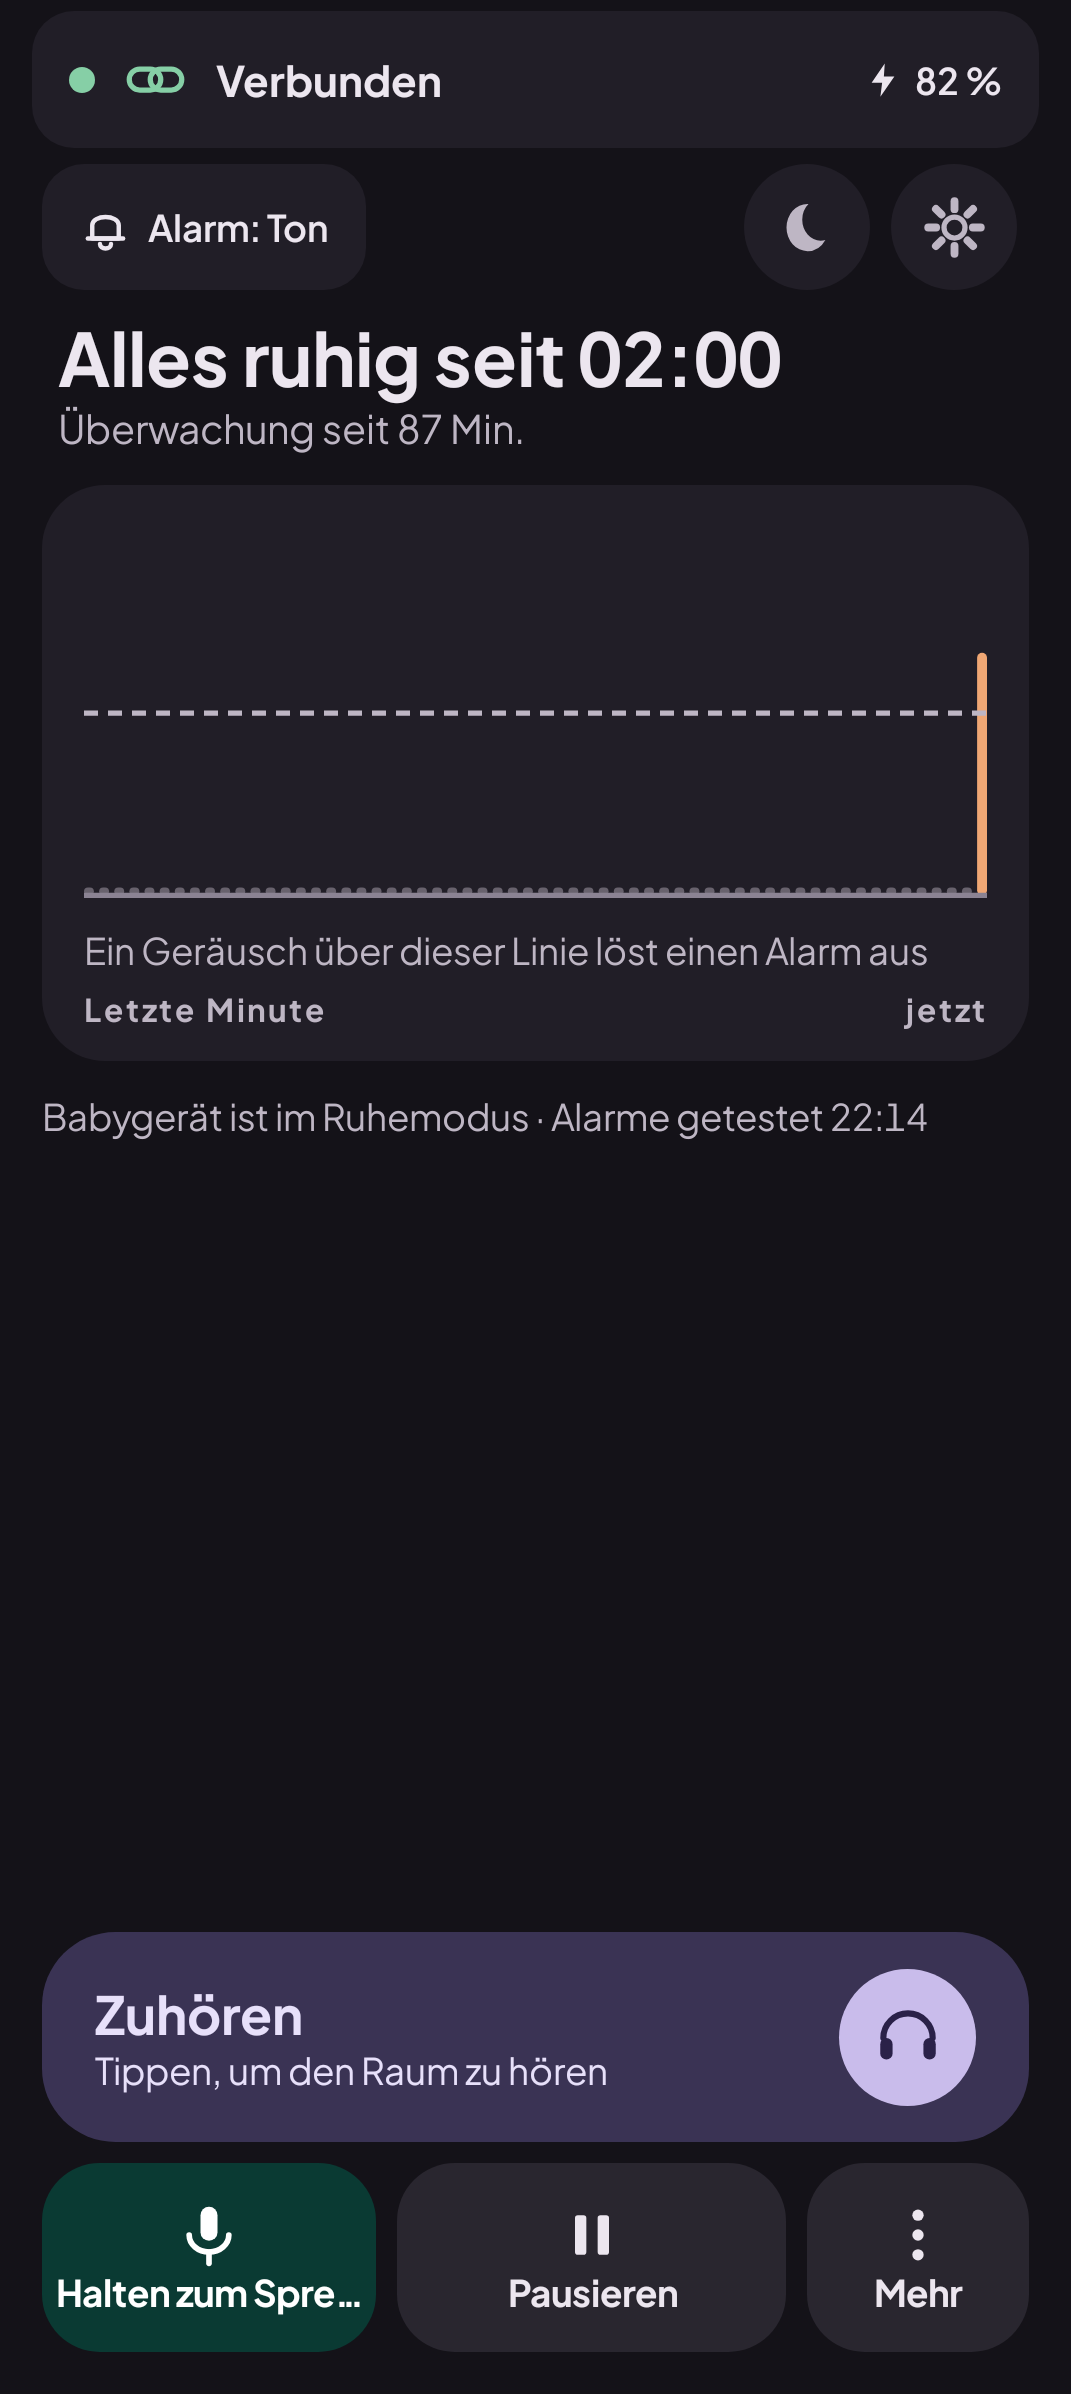 Verbunden
82 %
Alarm: Ton
Alles ruhig seit 02:00
Überwachung seit 87 Min.
Ein Geräusch über dieser Linie löst einen Alarm aus
Letzte Minute
jetzt
Babygerät ist im Ruhemodus · Alarme getestet 22:14
Zuhören
Tippen, um den Raum zu hören
Halten zum Spre...
Pausieren
Mehr